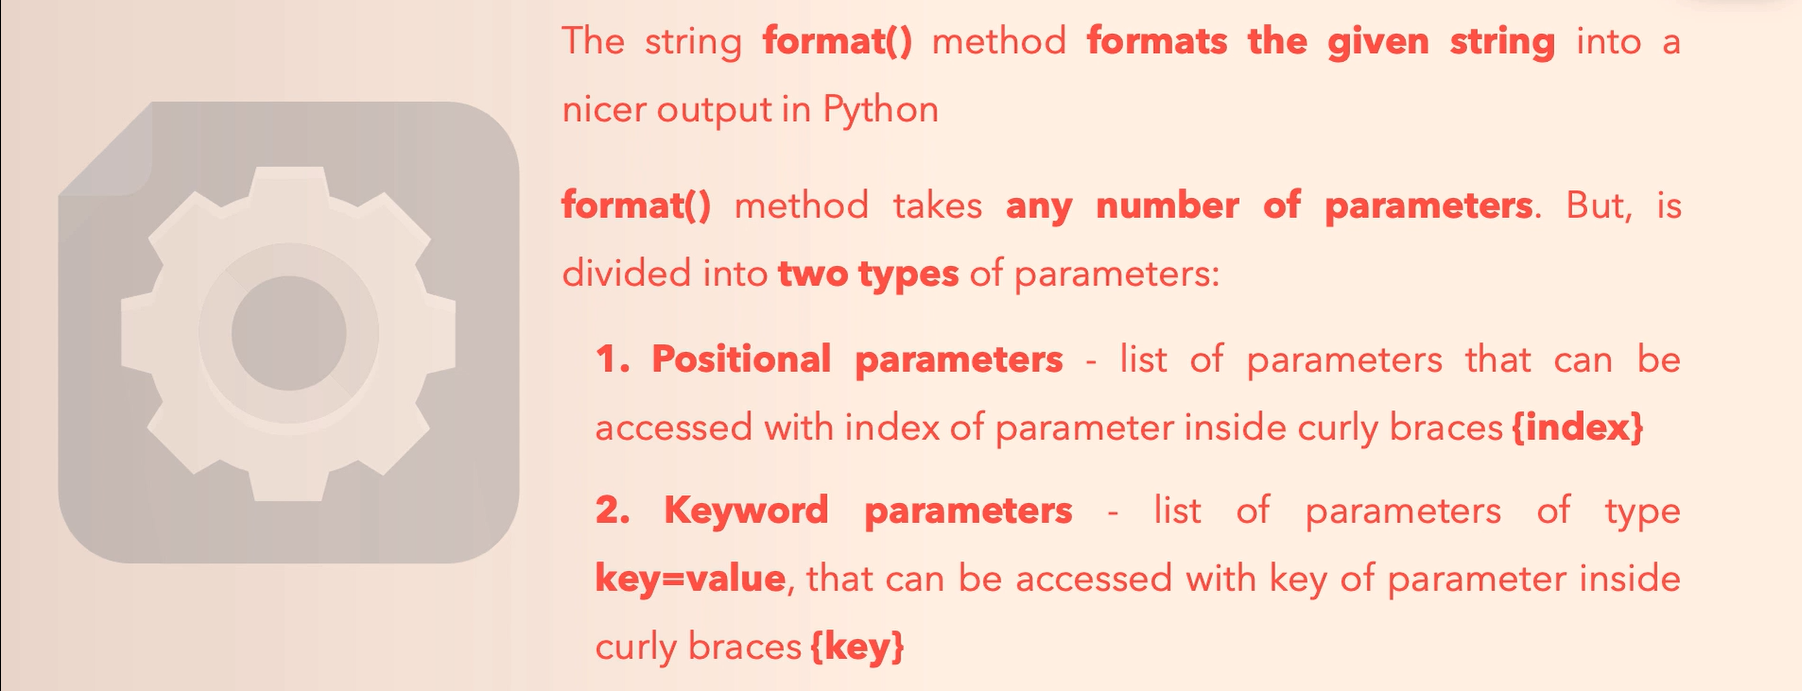 The string format() method formats the given string into a
nicer output in Python
format() method takes any number of parameters. But, is
divided into two types of parameters:
1. Positional parameters - list of parameters that can be
accessed with index of parameter inside curly braces {index}
2. Keyword parameters - list of parameters of type
key=value, that can be accessed with key of parameter inside
curly braces {key}